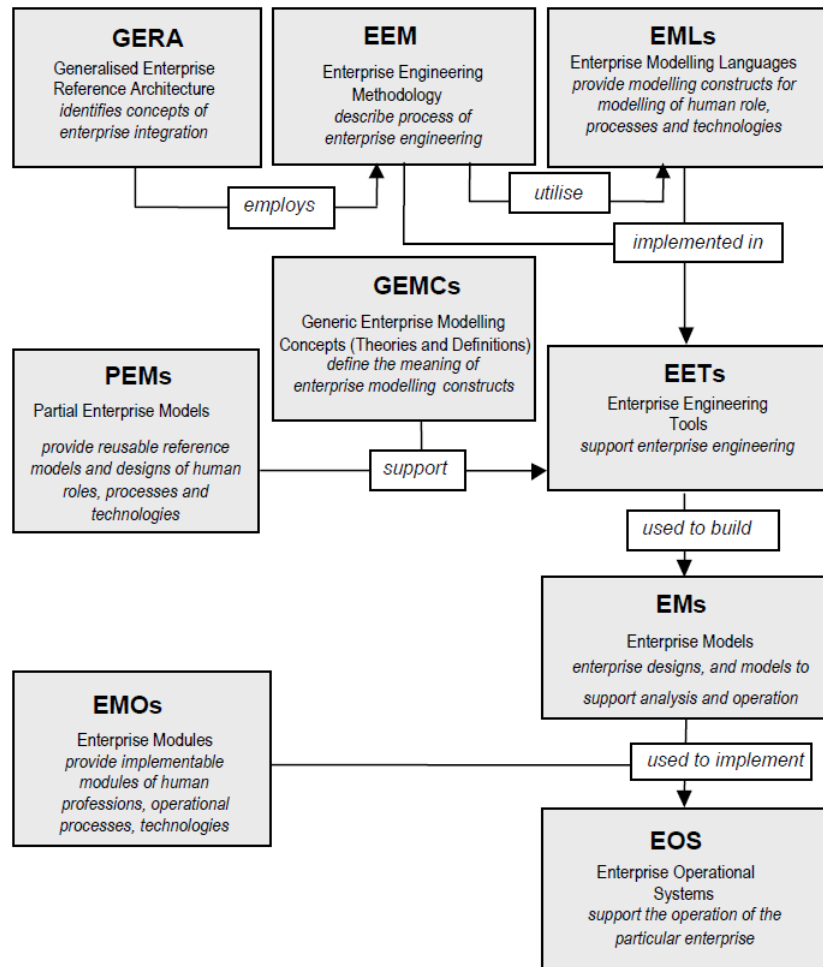 GERA
Generalised Enterprise
Reference Architecture
identifies concepts of
enterprise integration
EEM
Enterprise Engineering
Methodology
describe process of
enterprise engineering
EMLs
Enterprise Modelling Languages
provide modelling constructs for
modelling of human role,
processes and technologies
employs
utilise
implemented in
GEMCs
Generic Enterprise Modelling
Concepts (Theories and Definitions)
define the meaning of
enterprise modelling constructs
PEMs
Partial Enterprise Models
provide reusable reference
models and designs of human
roles, processes and
technologies
support
EETs
Enterprise Engineering
Tools
support enterprise engineering
used to build
EMs
Enterprise Models
enterprise designs, and models to
support analysis and operation
EMOs
Enterprise Modules
provide implementable
modules of human
professions, operational
processes, technologies
used to implement
EOS
Enterprise Operational
Systems
support the operation of the
particular enterprise